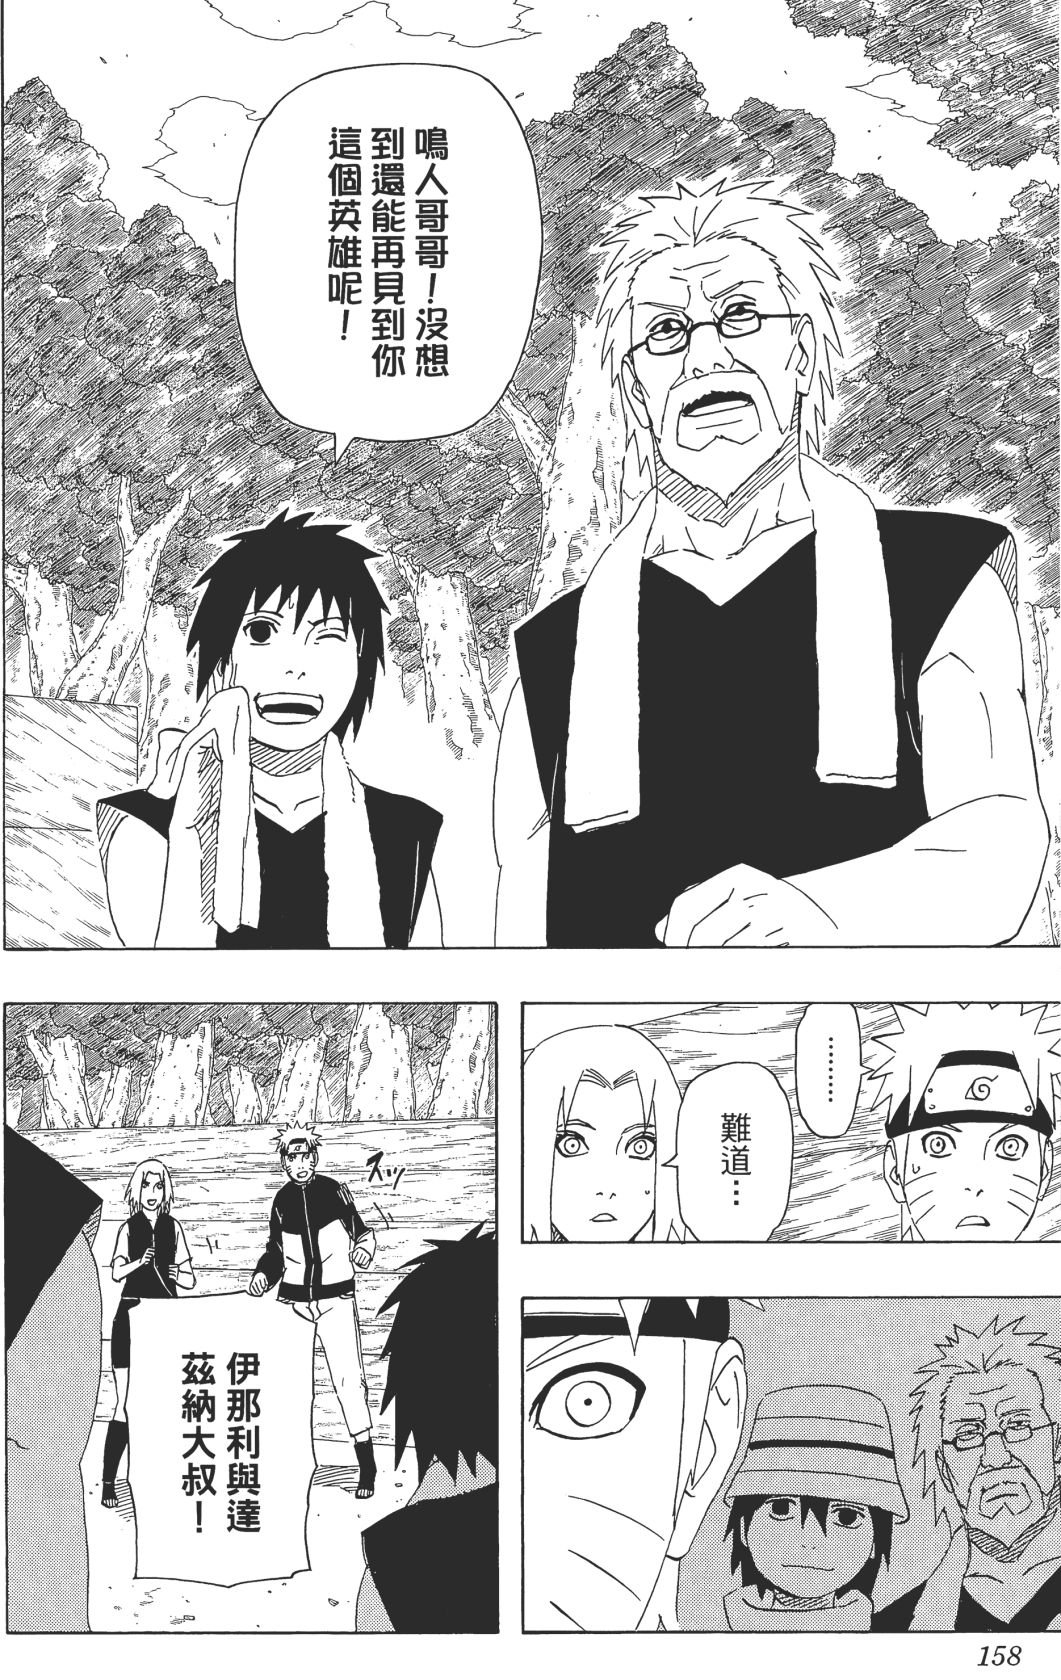 鳴人哥哥！沒想
到還能再見到你
這個英雄呢！
………
難道…
スッ
伊那利與達
茲納大叔！
158